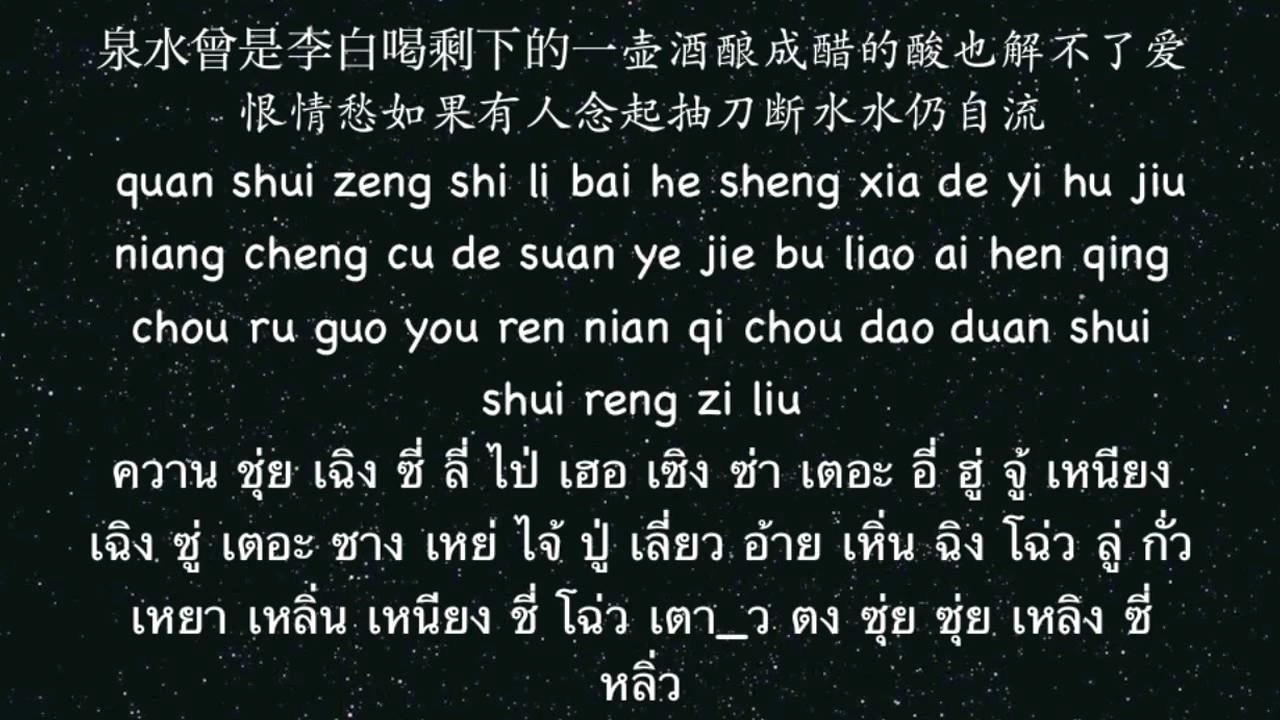 泉水曾是李白喝剩下的一壶酒酿成醋的酸也解不了爱
恨情愁如果有人念起抽刀断水水仍自流
quan shui zeng shi li bai he sheng xia de yi hu jiu
niang cheng cu de suan ye jie bu liao ai hen qing
chou ru guo you ren nian qi chou dao duan shui
shui reng zi liu
ควาน ชุ่ย เฉิง ซี่ ลี่ ไป่ เฮอ เซิง ซ่า เตอะ อี่ ฮู่ จู้ เหนียง
เฉิง ซู่ เตอะ ซาง เหย่ ไจ้ ปู่ เลี่ยว อ้าย เหิ่น ฉิง โฉ่ว ลู่ กั่ว
เหยา เหลิ่น เหนียง ชี่ โฉ่ว เตา_ว ตง ซุ่ย ซุ่ย เหลิง ซี่
หลิ่ว